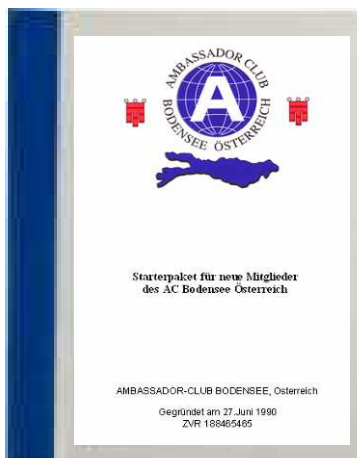 AMBASSADOR CLUB
A
BODENSEE ÖSTERREICH
Starterpaket für neue Mitglieder
des AC Bodensee Österreich
AMBASSADOR-CLUB BODENSEE, Österreich
Gegründet am 27.Juni 1990
ZVR 188465465